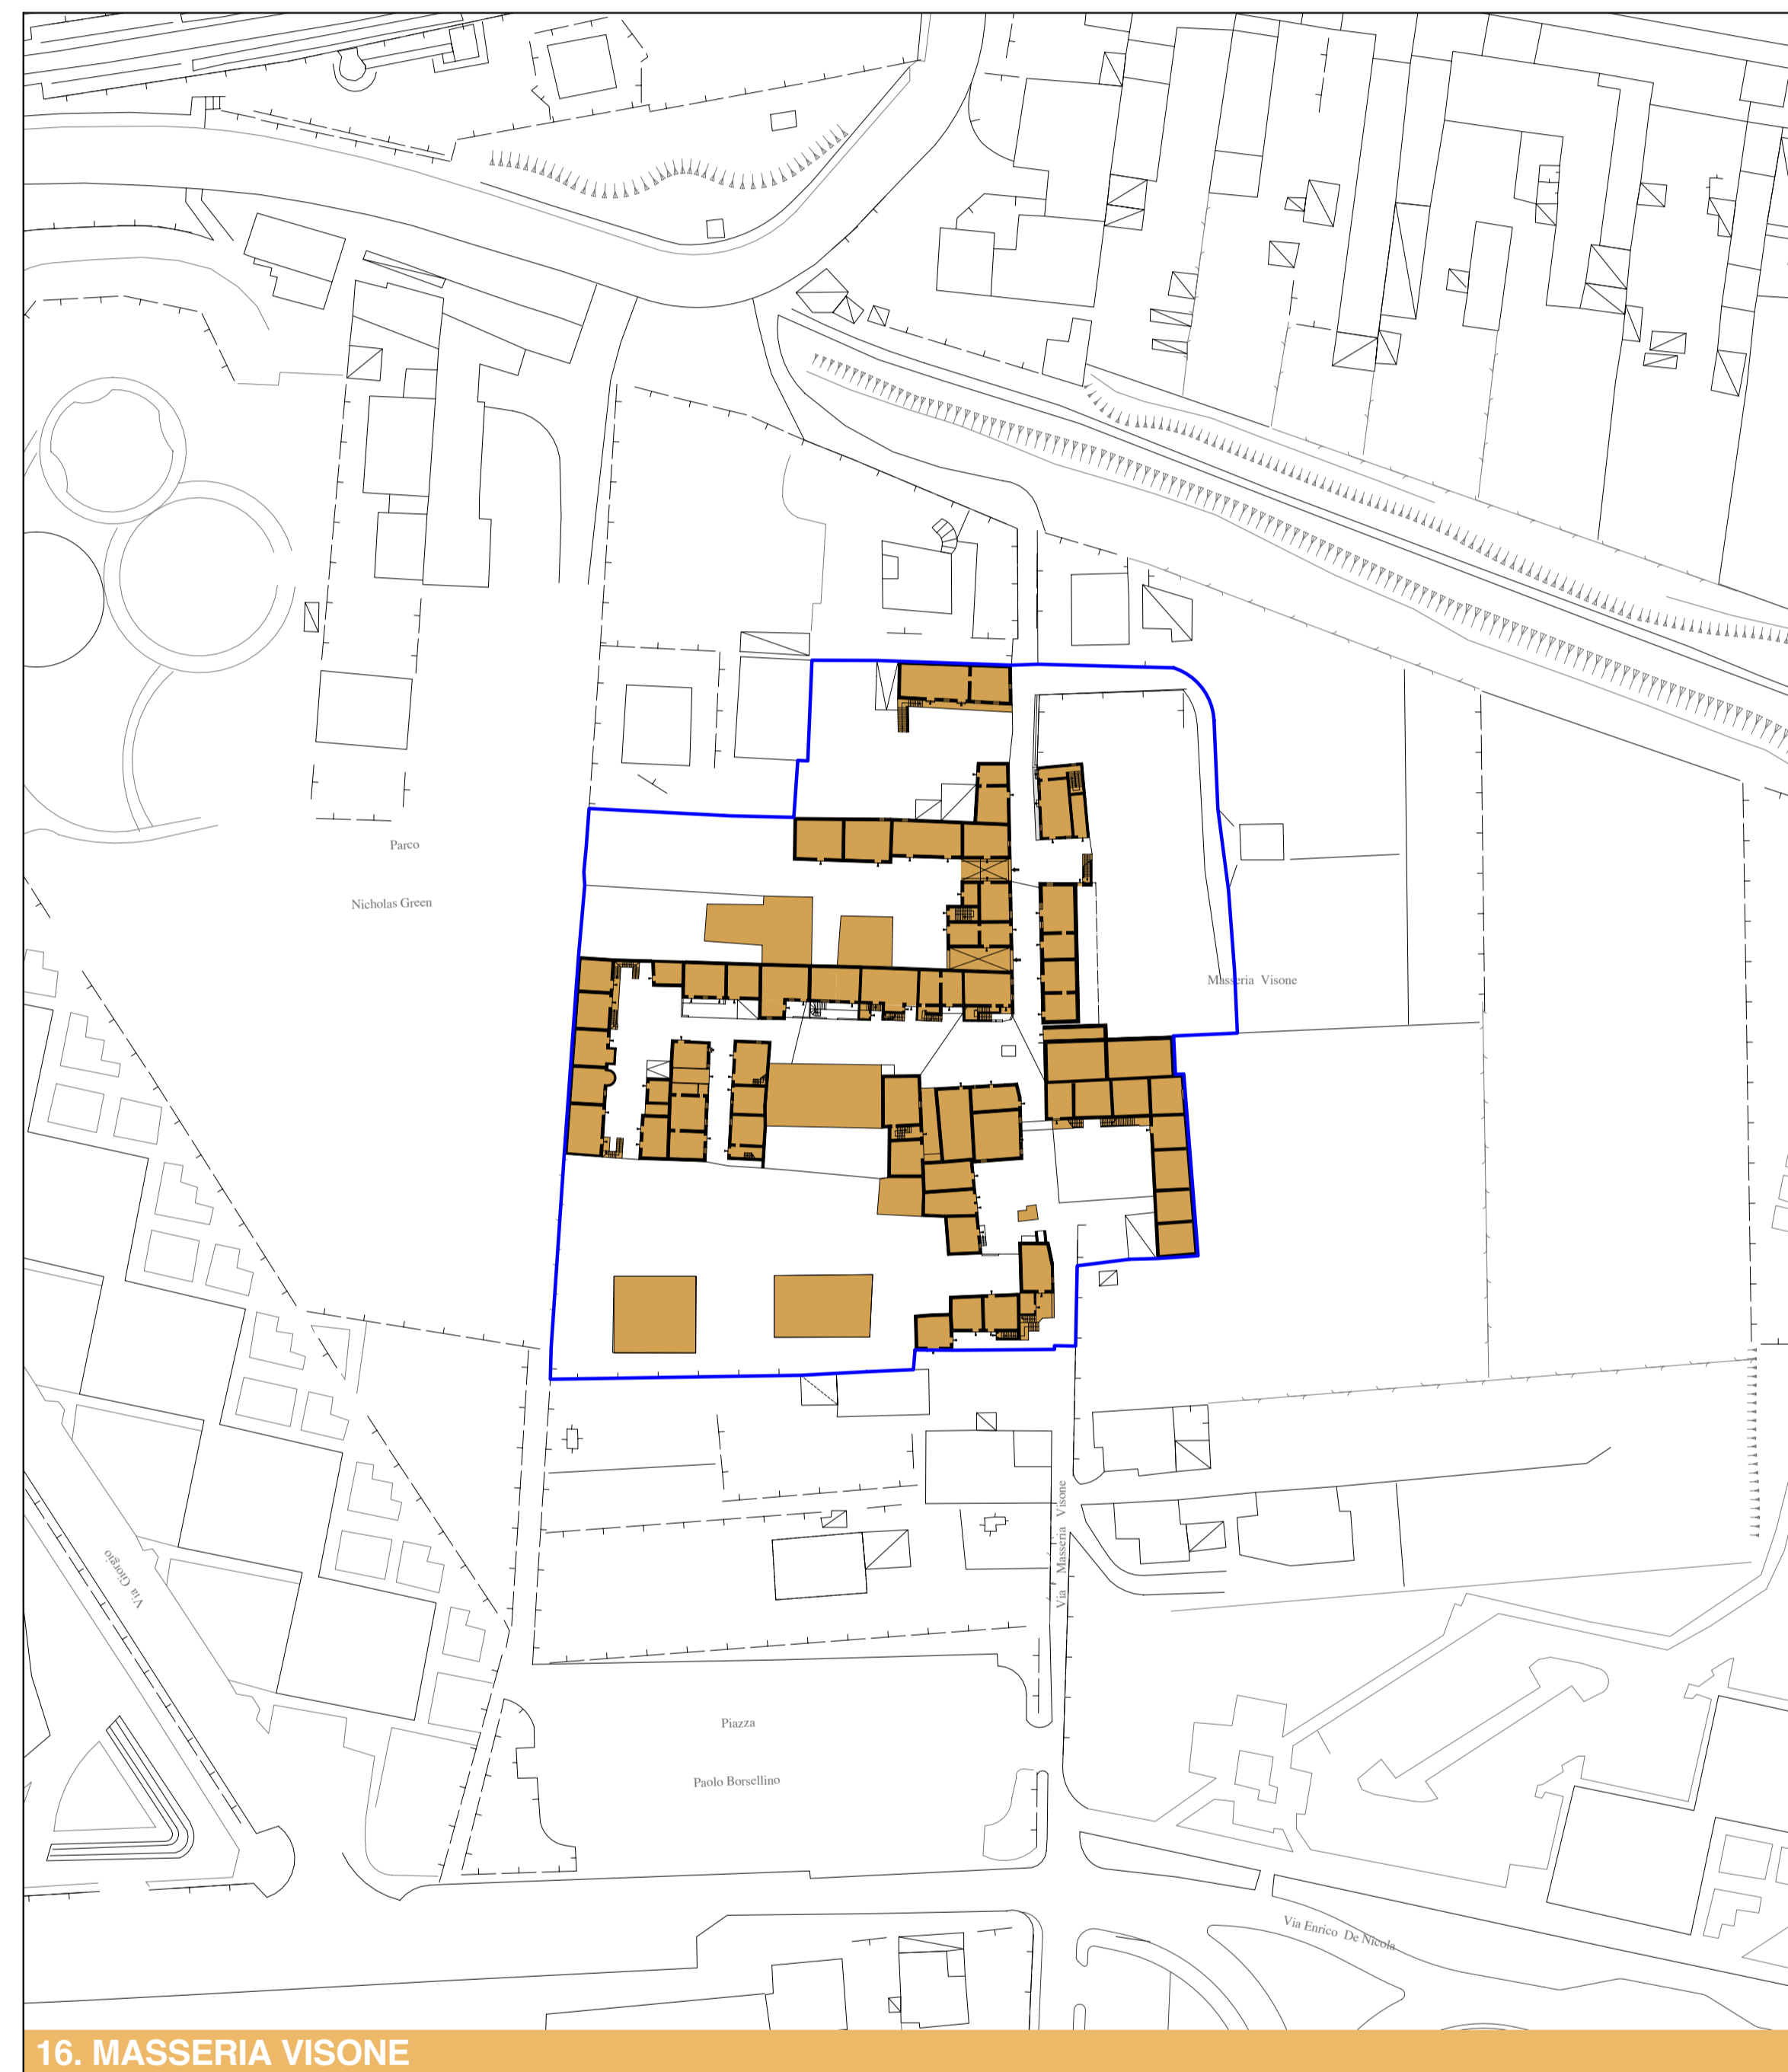 Parco
Nicholas Green
Masseria Visone
Via Giorgio
Via Masseria Visone
Piazza
Paolo Borsellino
Via Enrico De Nicola
16. MASSERIA VISONE